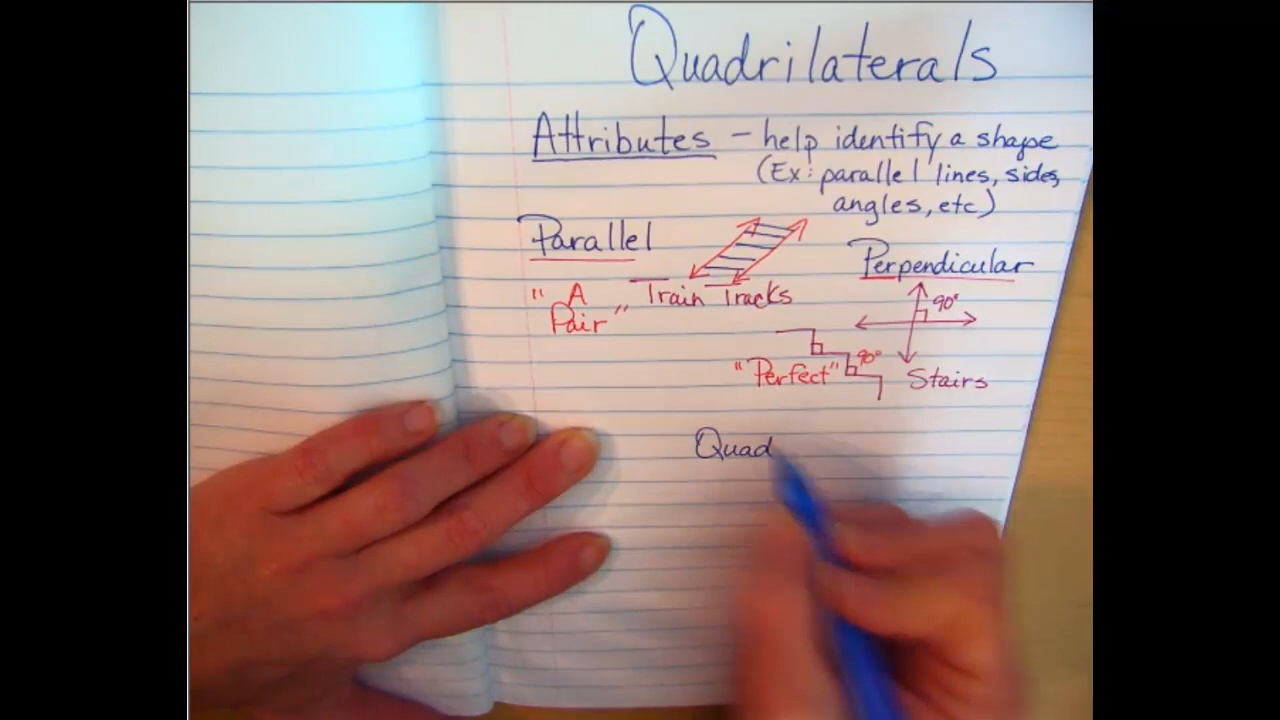 Quadrilaterals
Attributes - help identify a shape
(Ex: parallel lines, sides,
angles, etc)
Parallel
"A
Pair"
Train Tracks
Perpendicular
90°
"Perfect"
90°
Stairs
Quad